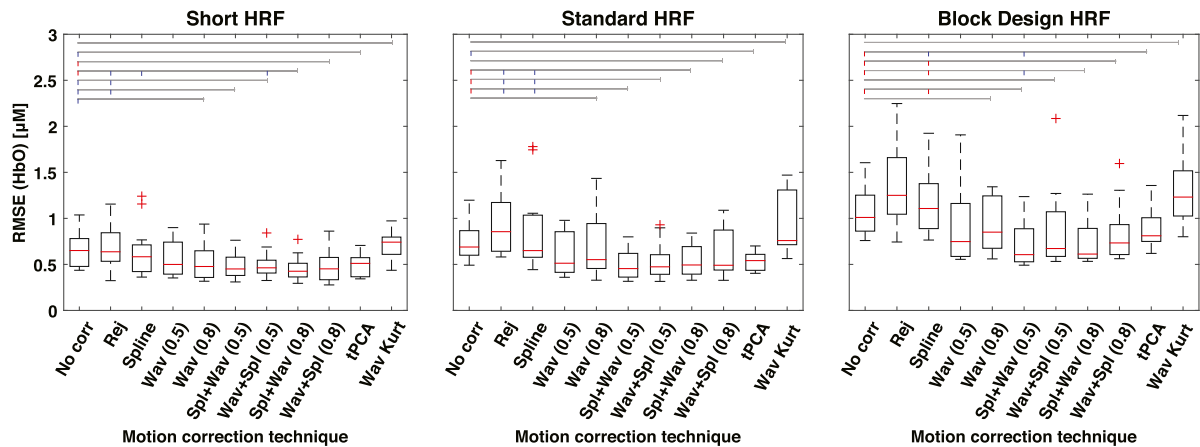 Short HRF
Standard HRF
Block Design HRF
RMSE (HbO) [µM]
3
2.5
2
1.5
1
0.5
0
No corr
Rej
Spline
Wav (0.5)
Wav (0.8)
Spl+Wav (0.5)
Wav+Spl (0.5)
Spl+Wav (0.8)
Wav+Spl (0.8)
tPCA
Wav Kurt
No corr
Rej
Spline
Wav (0.5)
Wav (0.8)
Spl+Wav (0.5)
Wav+Spl (0.5)
Spl+Wav (0.8)
Wav+Spl (0.8)
tPCA
Wav Kurt
No corr
Rej
Spline
Wav (0.5)
Wav (0.8)
Spl+Wav (0.5)
Wav+Spl (0.5)
Spl+Wav (0.8)
Wav+Spl (0.8)
tPCA
Wav Kurt
Motion correction technique
Motion correction technique
Motion correction technique